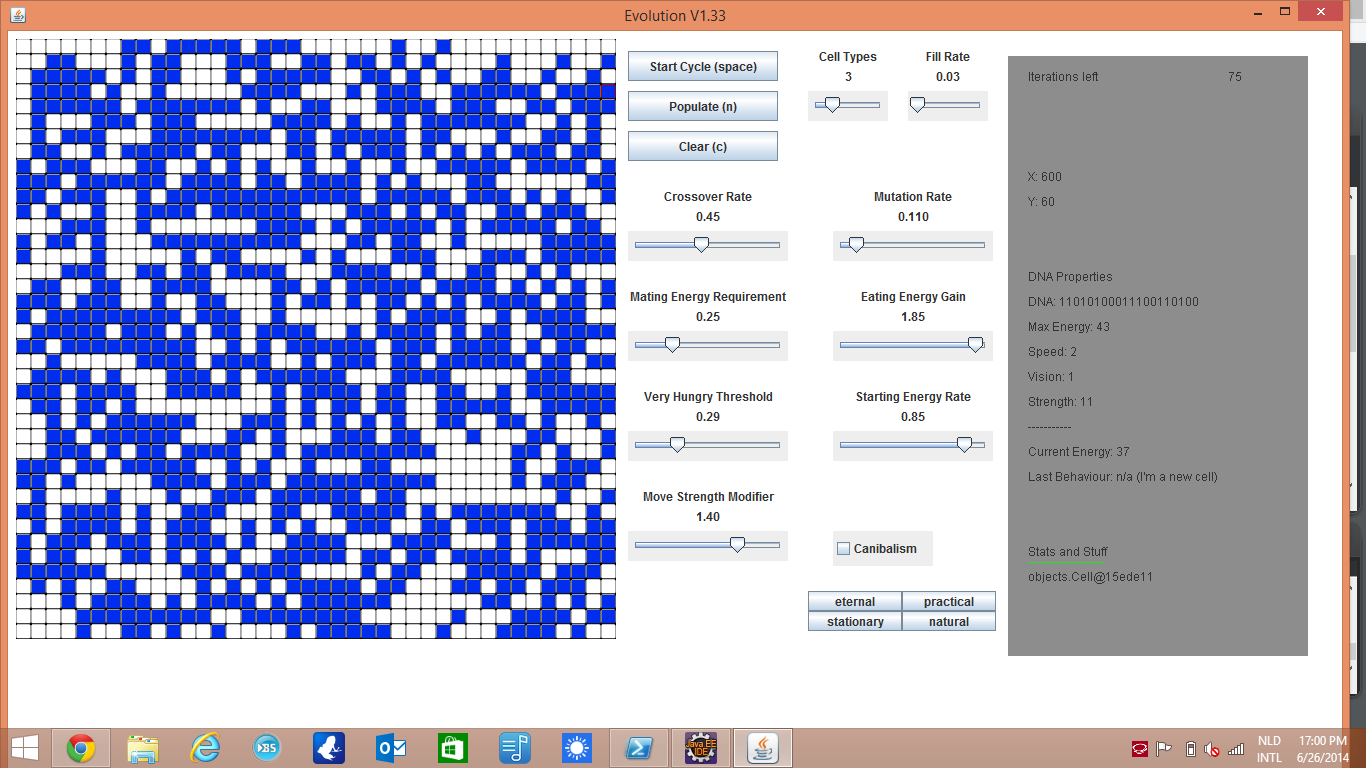 Evolution V1.33
Start Cycle (space)
Populate (n)
Clear (c)
Cell Types
3
Fill Rate
0.03
Crossover Rate
0.45
Mutation Rate
0.110
Mating Energy Requirement
0.25
Eating Energy Gain
1.85
Very Hungry Threshold
0.29
Starting Energy Rate
0.85
Move Strength Modifier
1.40
Canibalism
eternal
practical
stationary
natural
Iterations left 75
X: 600
Y: 60
DNA Properties
DNA: 11010100011100110100
Max Energy: 43
Speed: 2
Vision: 1
Strength: 11
-----------
Current Energy: 37
Last Behaviour: n/a (I'm a new cell)
Stats and Stuff
objects.Cell@15ede11
BS
Java EE
IDE
NLD
INTL
17:00 PM
6/26/2014